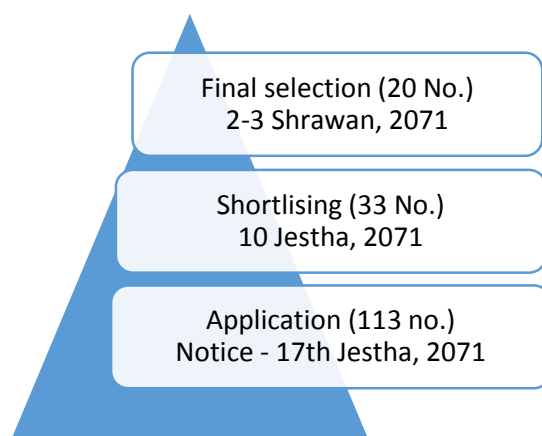 Final selection (20 No.)
2-3 Shrawan, 2071
Shortlising (33 No.)
10 Jestha, 2071
Application (113 no.)
Notice - 17th Jestha, 2071